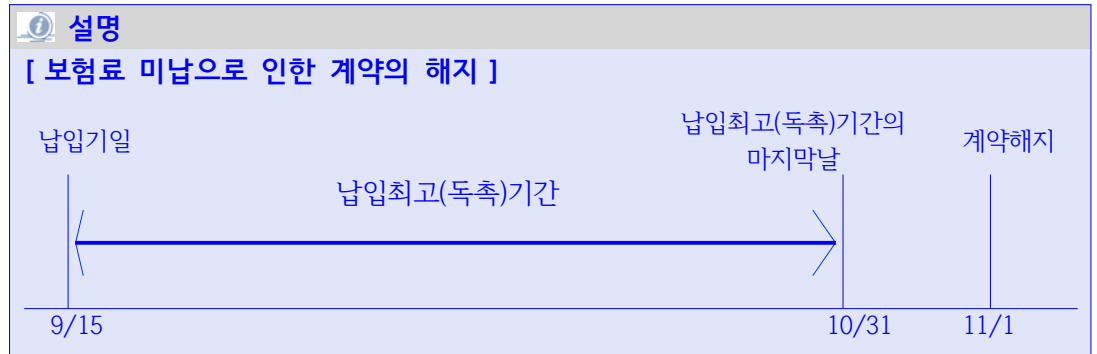 설명
[ 보험료 미납으로 인한 계약의 해지 ]
납입기일
납입최고(독촉)기간의
마지막날
계약해지
납입최고(독촉)기간
9/15
10/31
11/1